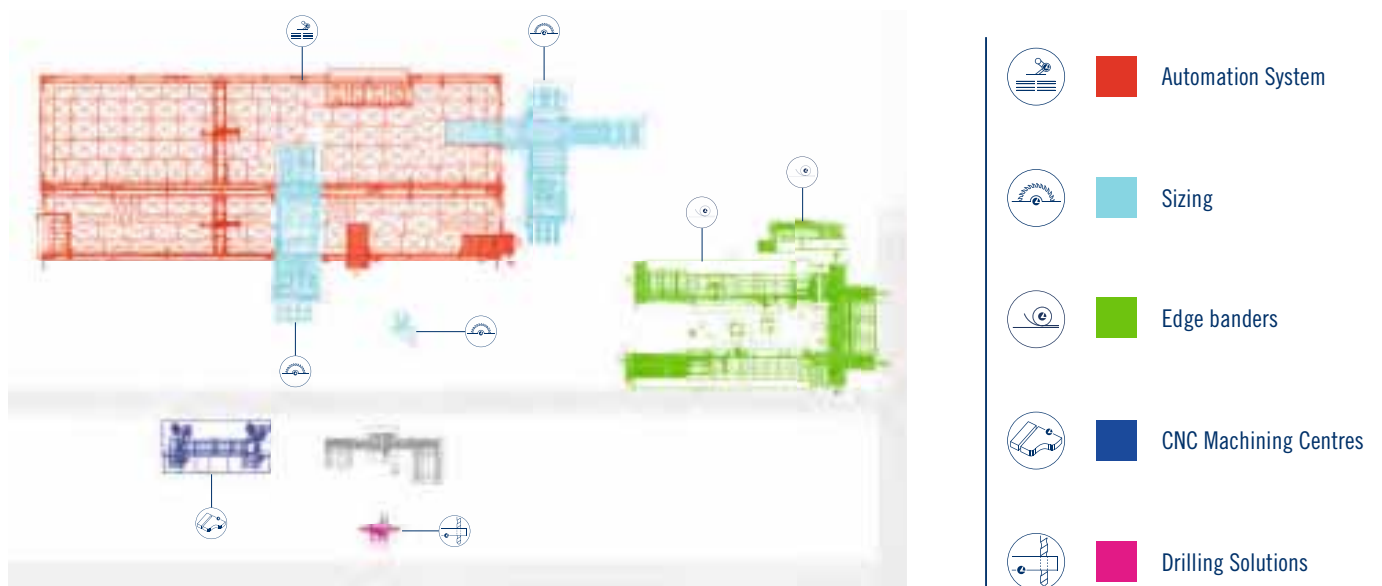 Automation System
Sizing
Edge banders
CNC Machining Centres
Drilling Solutions